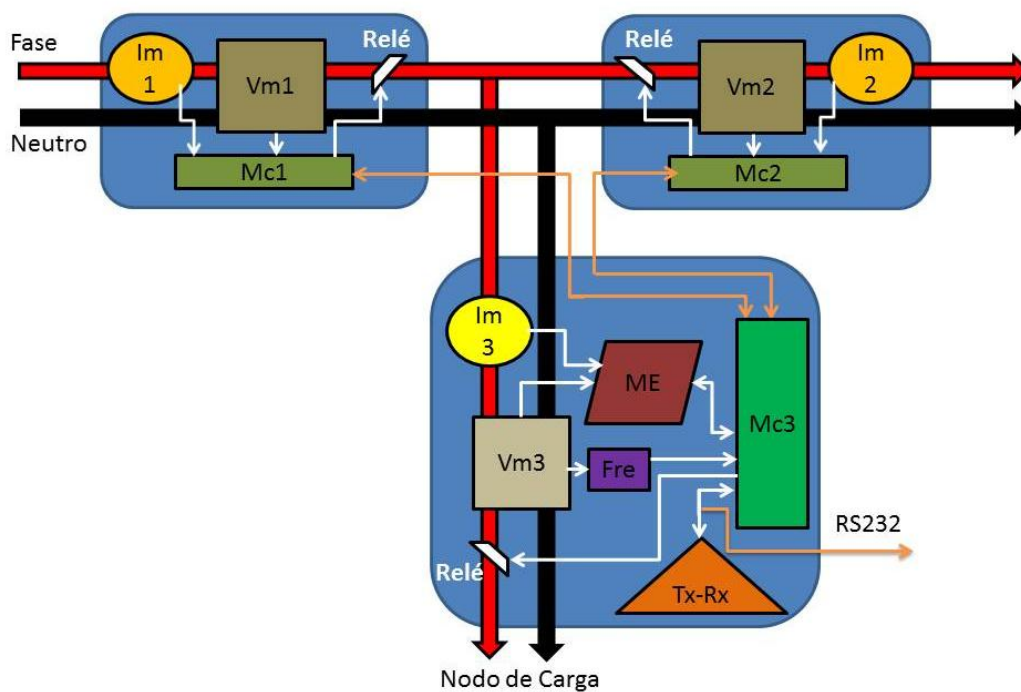 Fase
Im
1
Vm1
Relé
Relé
Vm2
Im
2
Neutro
Mc1
Mc2
Im
3
ME
Mc3
Vm3
Fre
RS232
Relé
Tx-Rx
Nodo de Carga